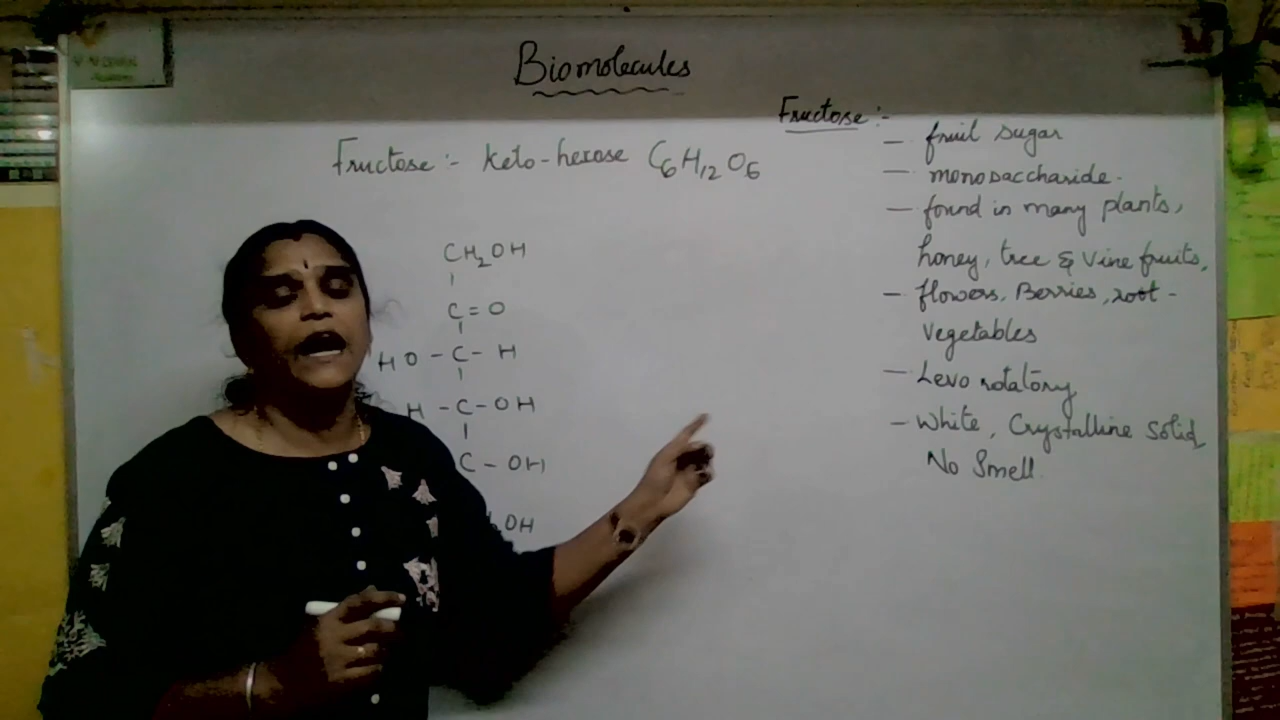 Biomolecules
Fructose :- keto-hexose C6H12O6
CH2OH
C=O
HO-C-H
H-C-OH
C-OH
OH
Fructose :-
- fruit sugar
- monosaccharide.
- found in many plants,
honey, tree & vine fruits,
- flowers, Berries, root -
vegetables
- Levo rotatory
- White, Crystalline solid
No Smell.